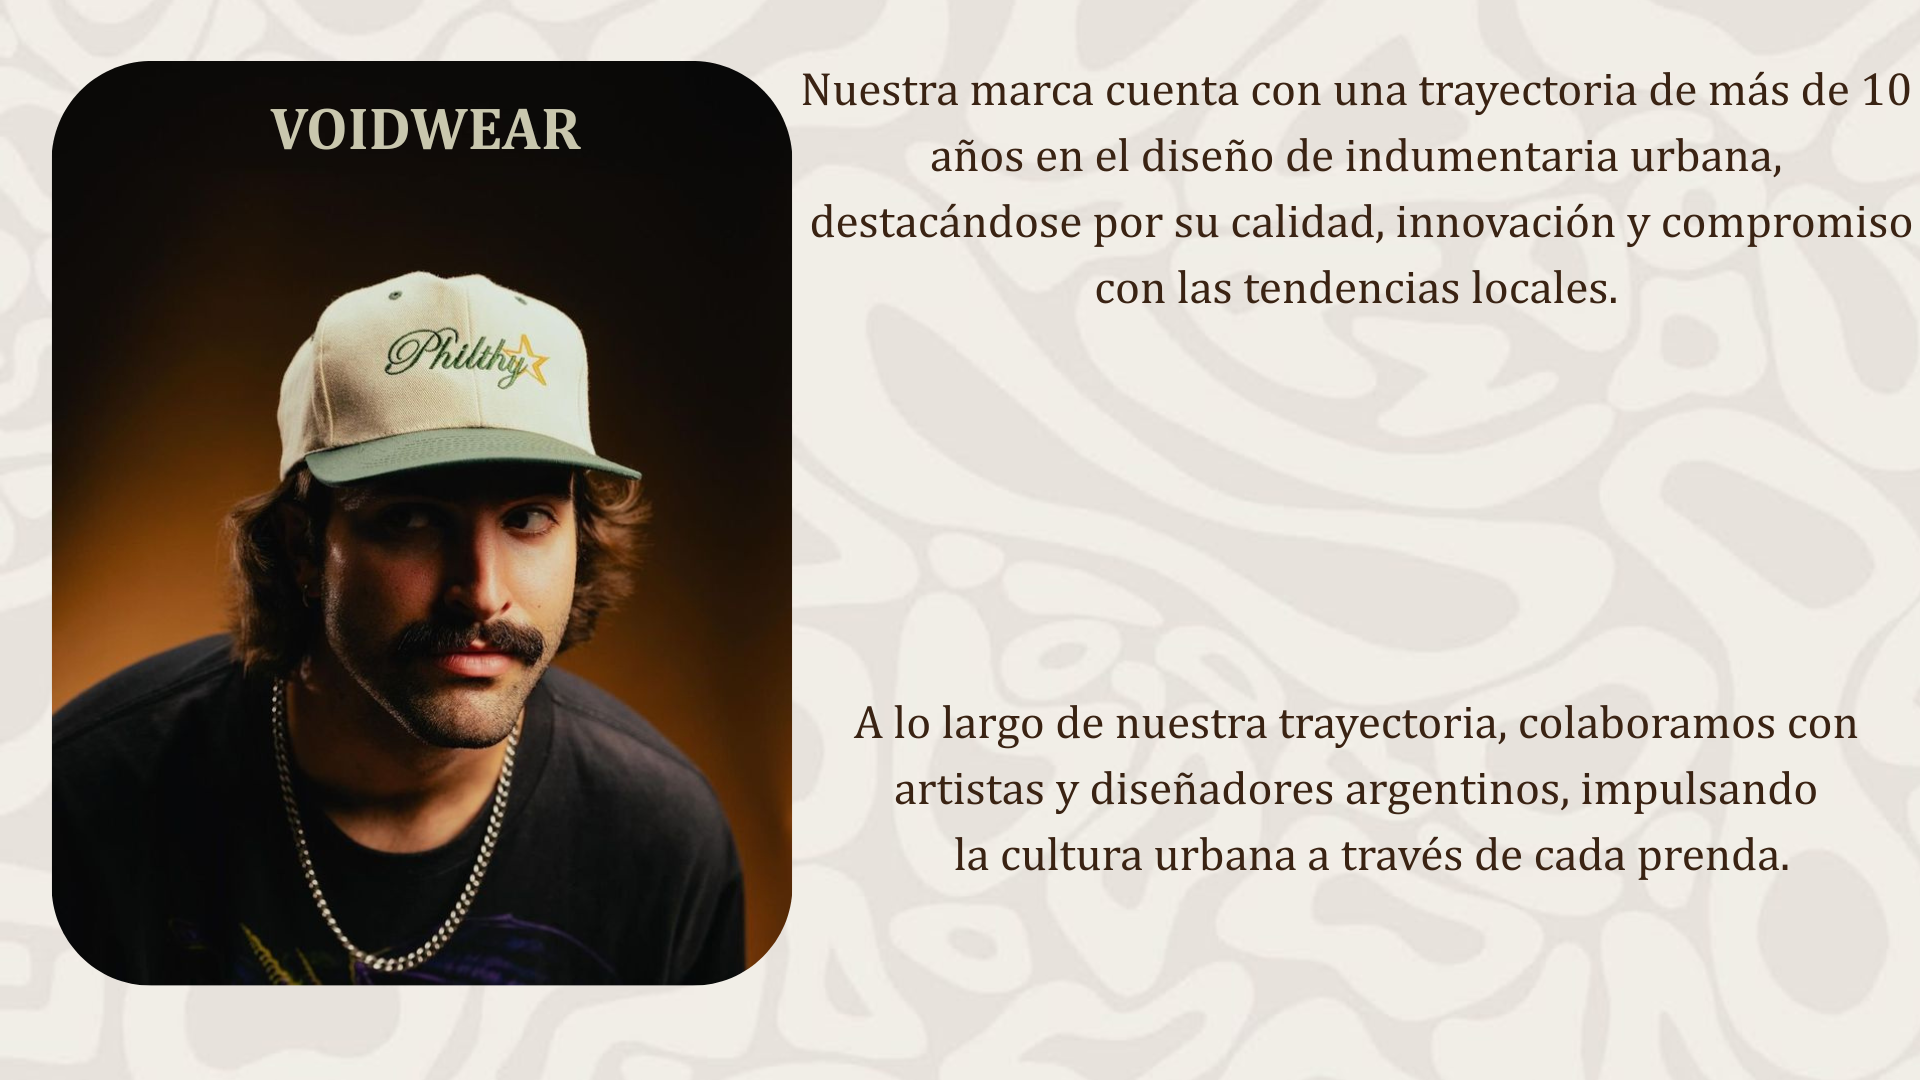 VOIDWEAR
Philthy
Nuestra marca cuenta con una trayectoria de más de 10
años en el diseño de indumentaria urbana,
destacándose por su calidad, innovación y compromiso
con las tendencias locales.
A lo largo de nuestra trayectoria, colaboramos con
artistas y diseñadores argentinos, impulsando
la cultura urbana a través de cada prenda.